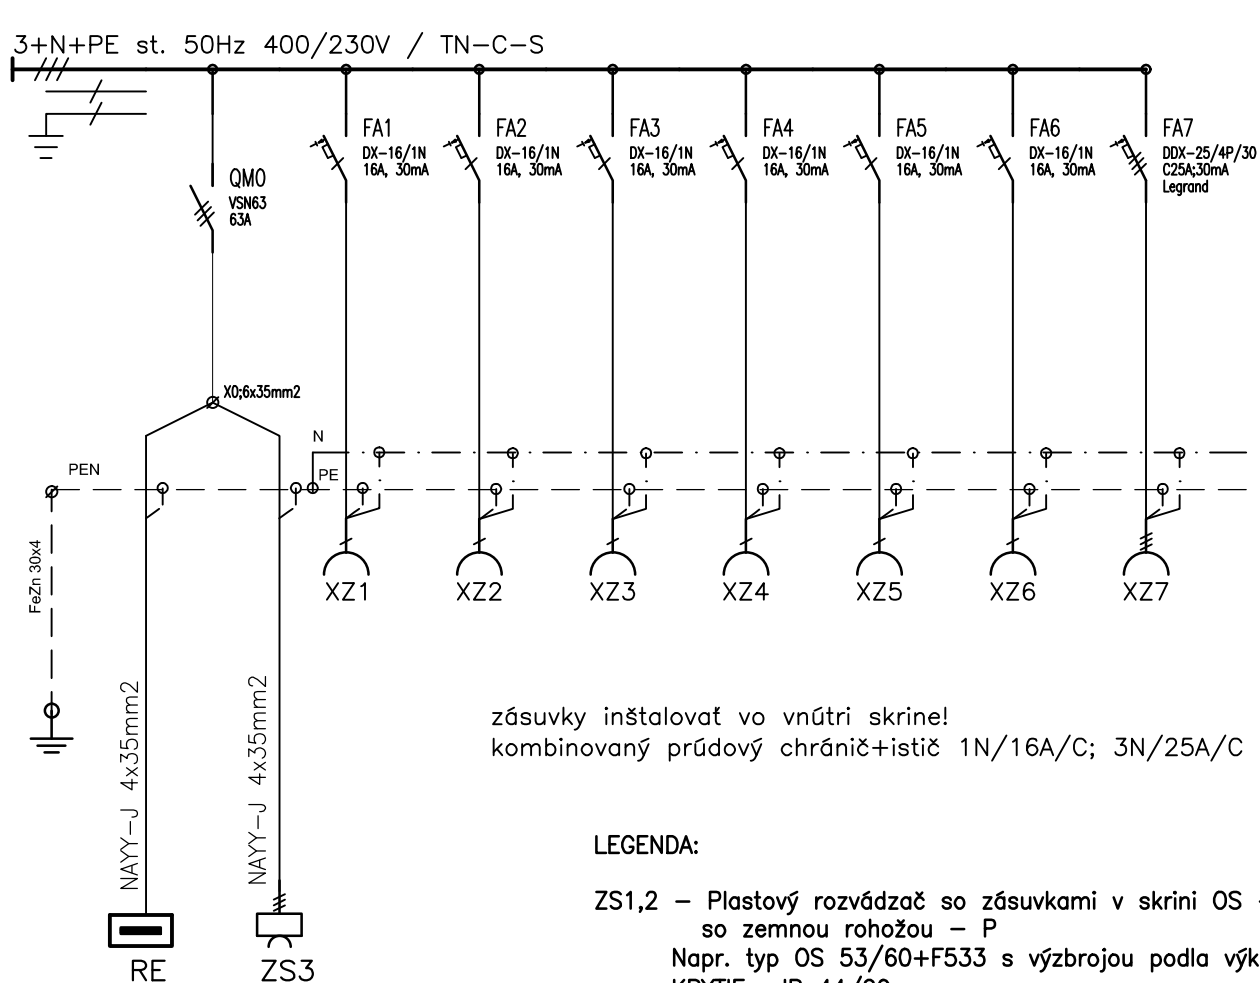 3+N+PE st. 50Hz 400/230V / TN-C-S
FA1
DX-16/1N
16A, 30mA
FA2
DX-16/1N
16A, 30mA
FA3
DX-16/1N
16A, 30mA
FA4
DX-16/1N
16A, 30mA
FA5
DX-16/1N
16A, 30mA
FA6
DX-16/1N
16A, 30mA
FA7
DDX-25/4P/30
C25A;30mA
Legrand
QM0
VSN63
63A
X0;6x35mm2
N
PE
PEN
FeZn 30x4
XZ1
XZ2
XZ3
XZ4
XZ5
XZ6
XZ7
NAYY-J 4x35mm2
NAYY-J 4x35mm2
RE
ZS3
zásuvky inštalovať vo vnútri skrine!
kombinovaný prúdový chránič+istič 1N/16A/C; 3N/25A/C
LEGENDA:
ZS1,2 – Plastový rozvádzač so zásuvkami v skrini OS
so zemnou rohožou – P
Napr. typ OS 53/60+F533 s výzbrojou podla